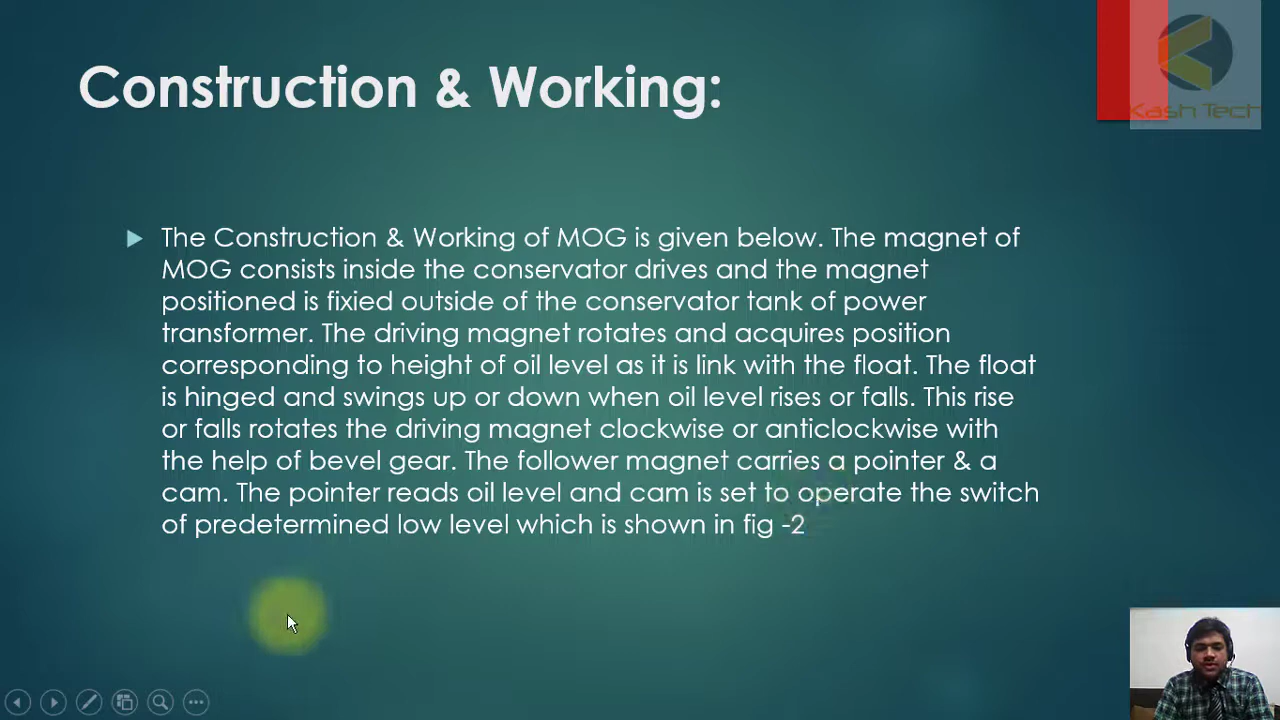 Construction & Working:
Kash Tech
The Construction & Working of MOG is given below. The magnet of
MOG consists inside the conservator drives and the magnet
positioned is fixied outside of the conservator tank of power
transformer. The driving magnet rotates and acquires position
corresponding to height of oil level as it is link with the float. The float
is hinged and swings up or down when oil level rises or falls. This rise
or falls rotates the driving magnet clockwise or anticlockwise with
the help of bevel gear. The follower magnet carries a pointer & a
cam. The pointer reads oil level and cam is set to operate the switch
of predetermined low level which is shown in fig -2